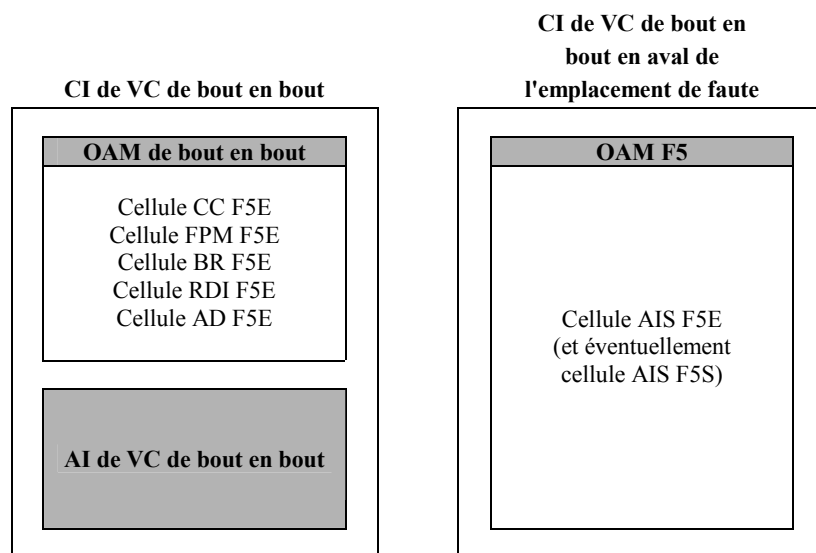 CI de VC de bout en bout
OAM de bout en bout
Cellule CC F5E
Cellule FPM F5E
Cellule BR F5E
Cellule RDI F5E
Cellule AD F5E
AI de VC de bout en bout
CI de VC de bout en
bout en aval de
l'emplacement de faute
OAM F5
Cellule AIS F5E
(et éventuellement
cellule AIS F5S)